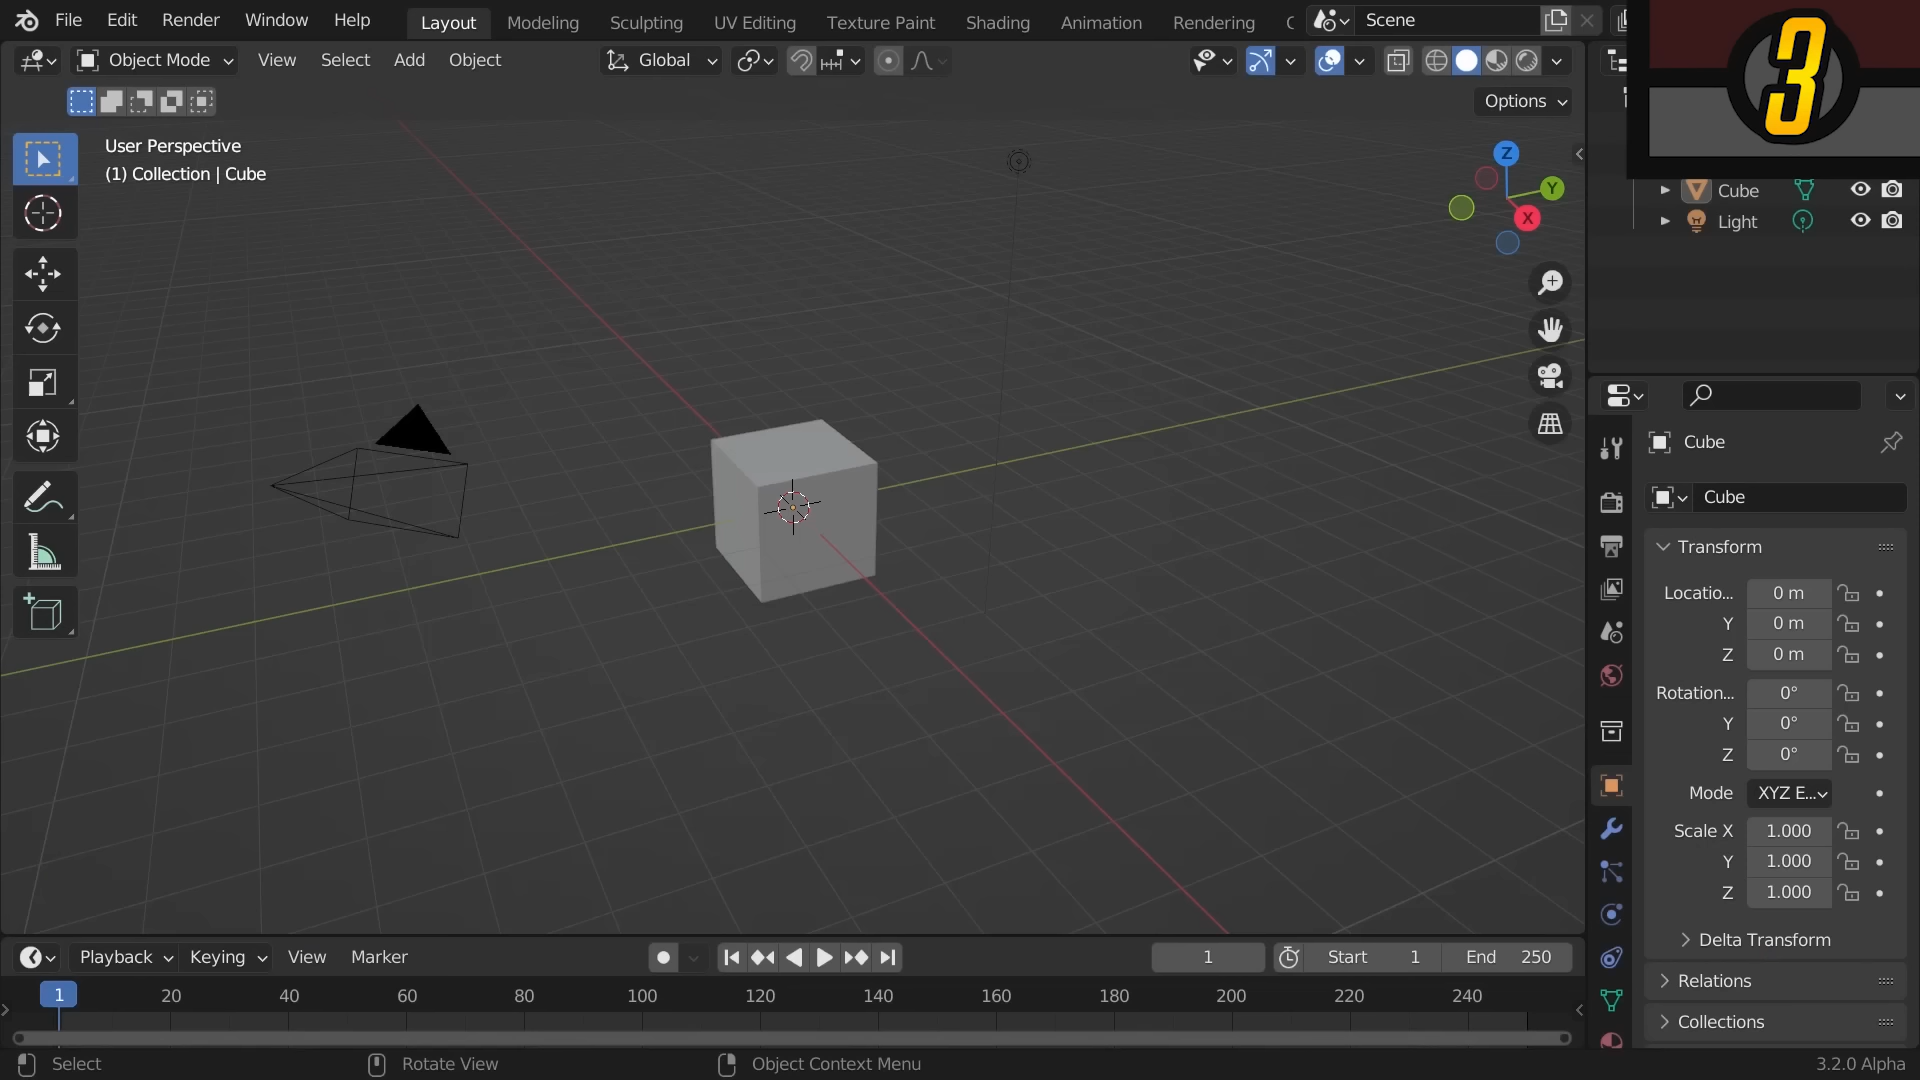 File Edit Render Window Help Layout Modeling Sculpting UV Editing Texture Paint Shading Animation Rendering C Scene
3
Object Mode View Select Add Object Global
Options
User Perspective
(1) Collection | Cube
Z
Y
X
Cube
Light
Cube
Cube
Transform
Locatio... 0 m
Y 0 m
Z 0 m
Rotation... 0°
Y 0°
Z 0°
Mode XYZ E...
Scale X 1.000
Y 1.000
Z 1.000
Delta Transform
Relations
Collections
Playback Keying View Marker 1 Start 1 End 250
1 20 40 60 80 100 120 140 160 180 200 220 240
Select Rotate View Object Context Menu 3.2.0 Alpha